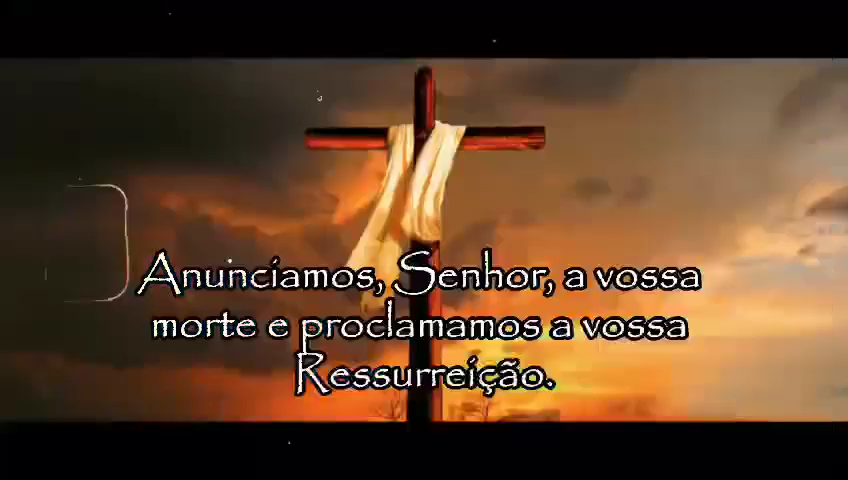 Anunciamos, Senhor, a vossa
morte e proclamamos a vossa
Ressurreição.